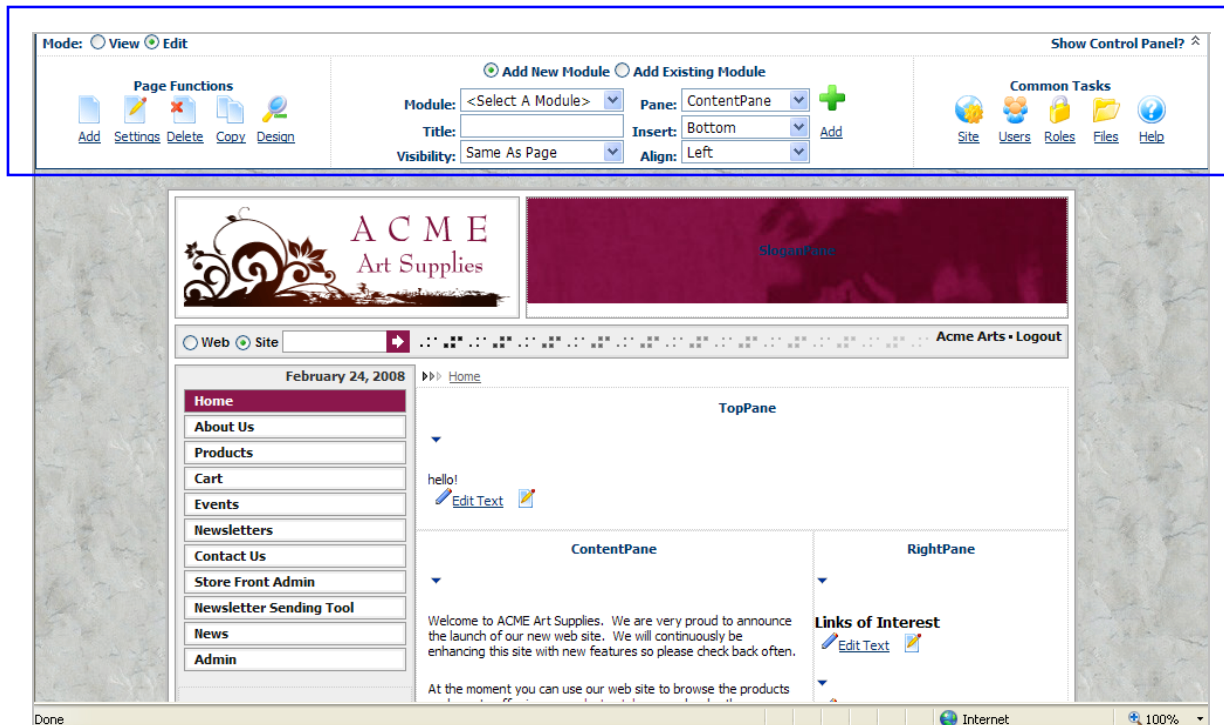 Mode: View Edit
Show Control Panel?
Page Functions
Add Settings Delete Copy Design
Add New Module Add Existing Module
Module: <Select A Module> Pane: ContentPane
Title: Insert: Bottom Add
Visibility: Same As Page Align: Left
Common Tasks
Site Users Roles Files Help
ACME
Art Supplies
SloganPane
Web Site
Acme Arts • Logout
February 24, 2008
Home
Home
About Us
Products
Cart
Events
Newsletters
Contact Us
Store Front Admin
Newsletter Sending Tool
News
Admin
TopPane
hello!
Edit Text
ContentPane
Welcome to ACME Art Supplies. We are very proud to announce
the launch of our new web site. We will continuously be
enhancing this site with new features so please check back often.
At the moment you can use our web site to browse the products
RightPane
Links of Interest
Edit Text
Done Internet 100%